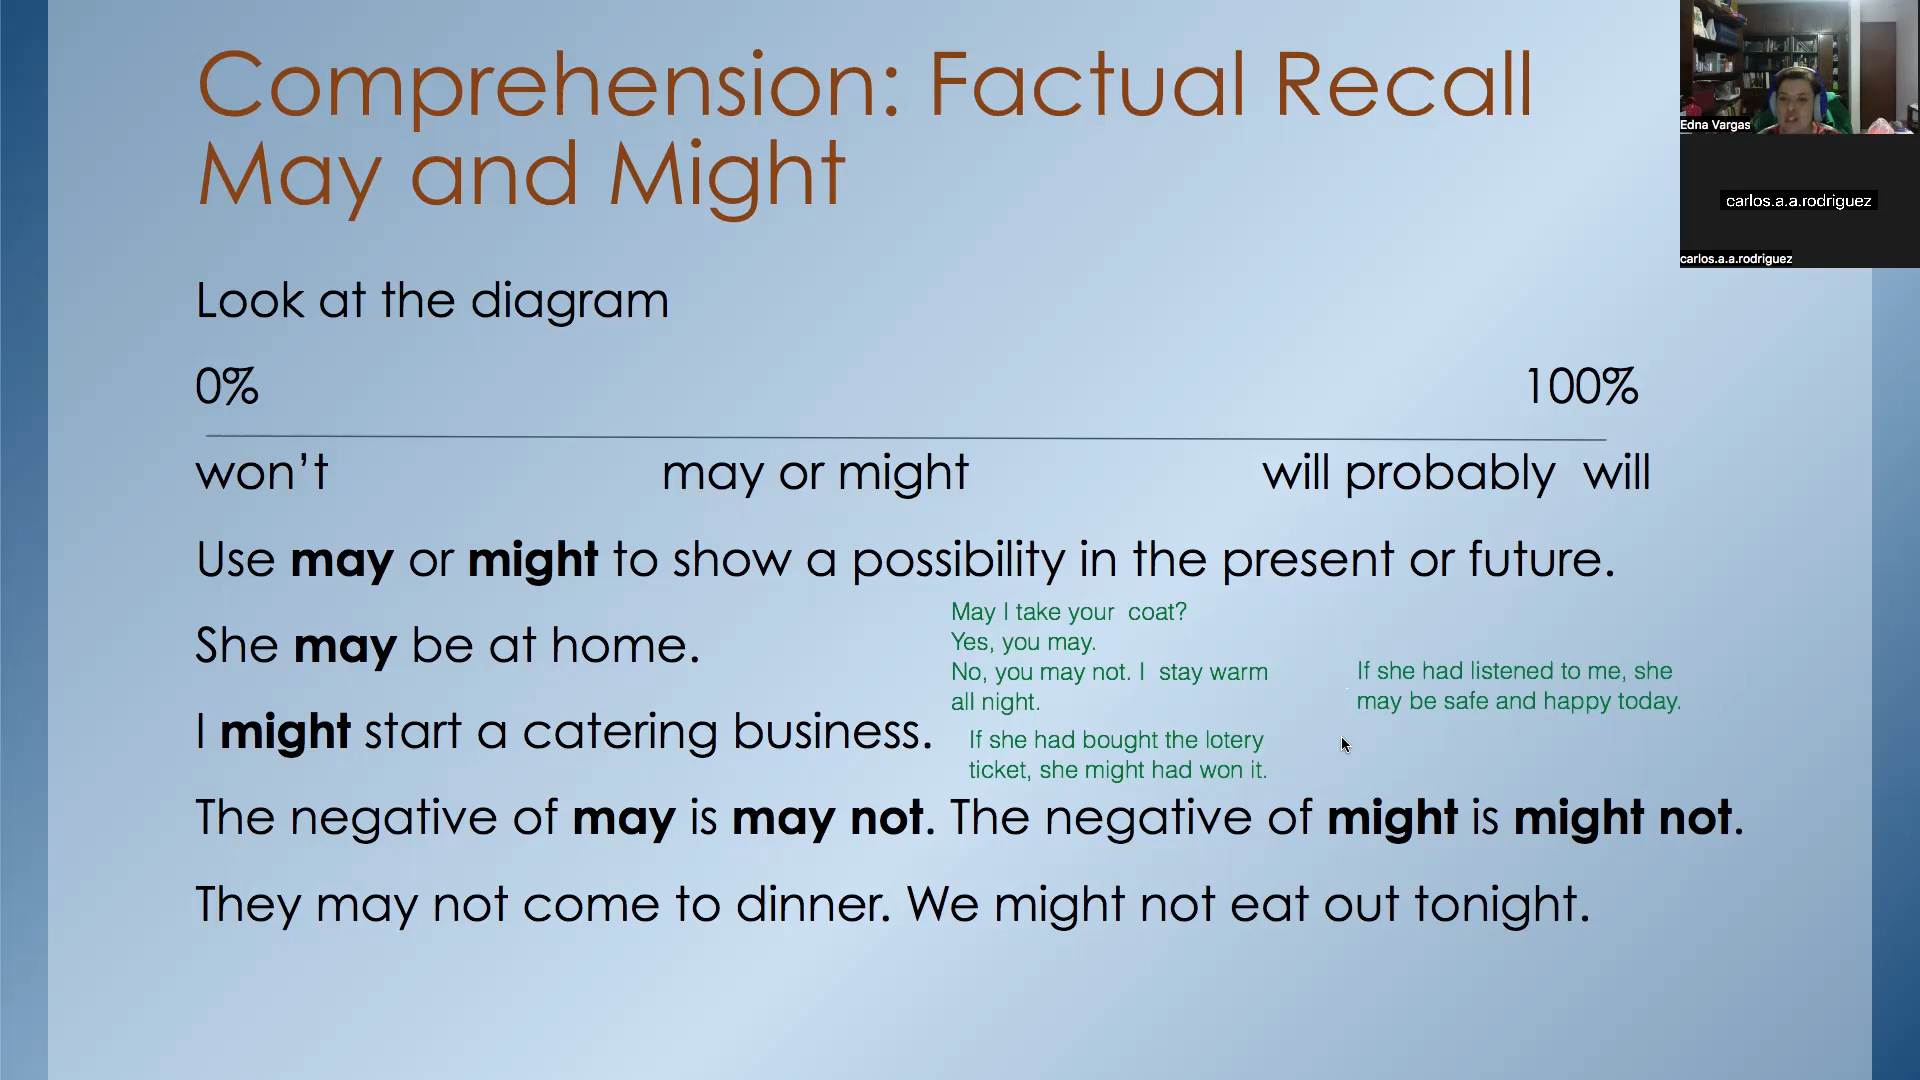 Comprehension: Factual Recall
May and Might
Edna Vargas
carlos.a.a.rodriguez
carlos.a.a.rodriguez
Look at the diagram
0% 100%
won’t may or might will probably will
Use may or might to show a possibility in the present or future.
May I take your coat?
Yes, you may.
No, you may not. I stay warm
all night.
She may be at home.
If she had listened to me, she
may be safe and happy today.
I might start a catering business.
If she had bought the lotery
ticket, she might had won it.
The negative of may is may not. The negative of might is might not.
They may not come to dinner. We might not eat out tonight.